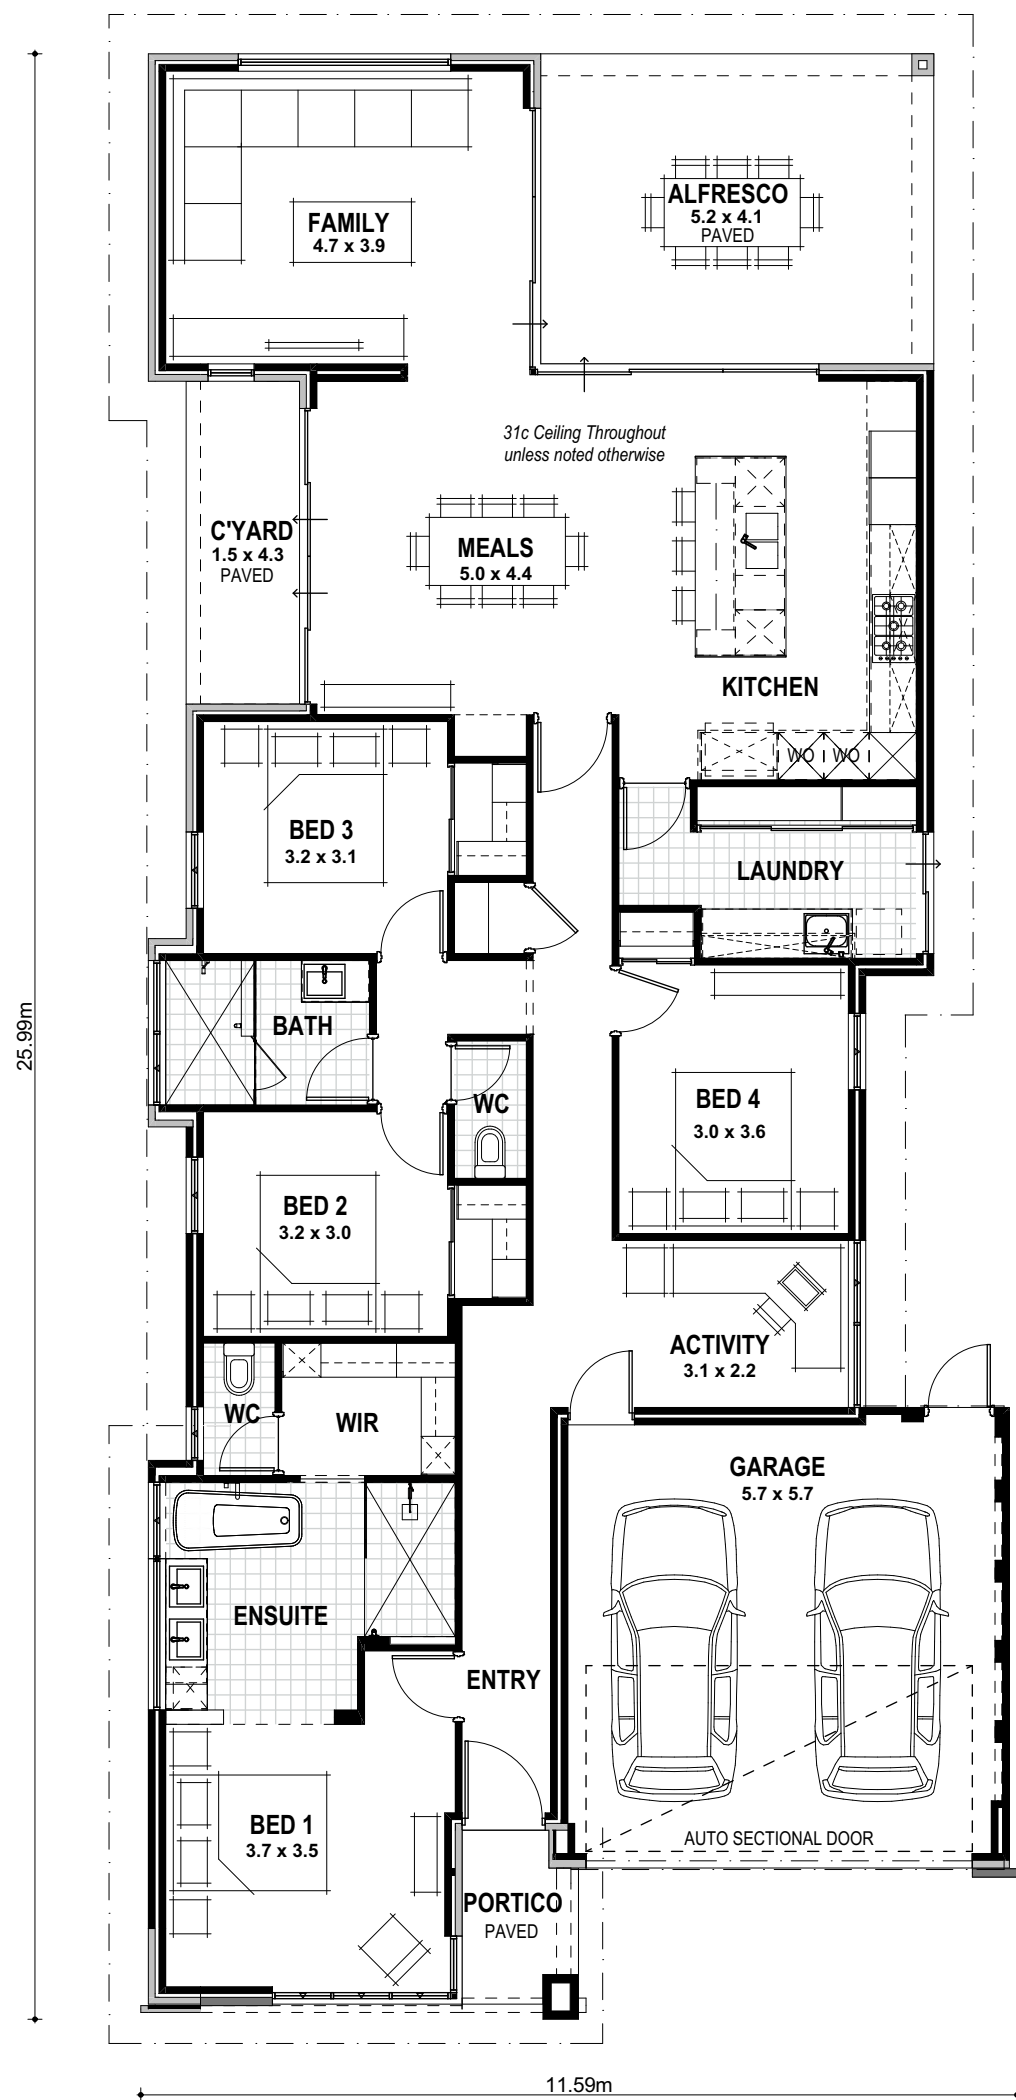 FAMILY
4.7 x 3.9
ALFRESCO
5.2 x 4.1
PAVED
31c Ceiling Throughout
unless noted otherwise
C'YARD
1.5 x 4.3
PAVED
MEALS
5.0 x 4.4
KITCHEN
WO WO
BED 3
3.2 x 3.1
LAUNDRY
25.99m
BATH
WC
BED 4
3.0 x 3.6
BED 2
3.2 x 3.0
ACTIVITY
3.1 x 2.2
WC
WIR
GARAGE
5.7 x 5.7
ENSUITE
ENTRY
BED 1
3.7 x 3.5
AUTO SECTIONAL DOOR
PORTICO
PAVED
11.59m